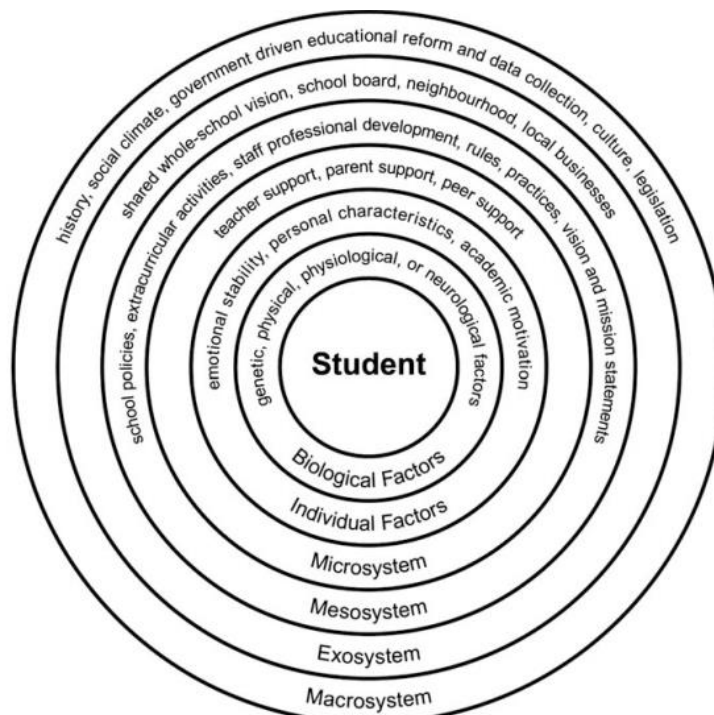 history, social climate, government driven educational reform and data collection, culture, legislation
shared whole-school vision, school board, neighbourhood, local businesses
school policies, extracurricular activities, staff professional development, rules, practices, vision and mission statements
teacher support, parent support, peer support
emotional stability, personal characteristics, academic motivation
genetic, physical, physiological, or neurological factors
Student
Biological Factors
Individual Factors
Microsystem
Mesosystem
Exosystem
Macrosystem